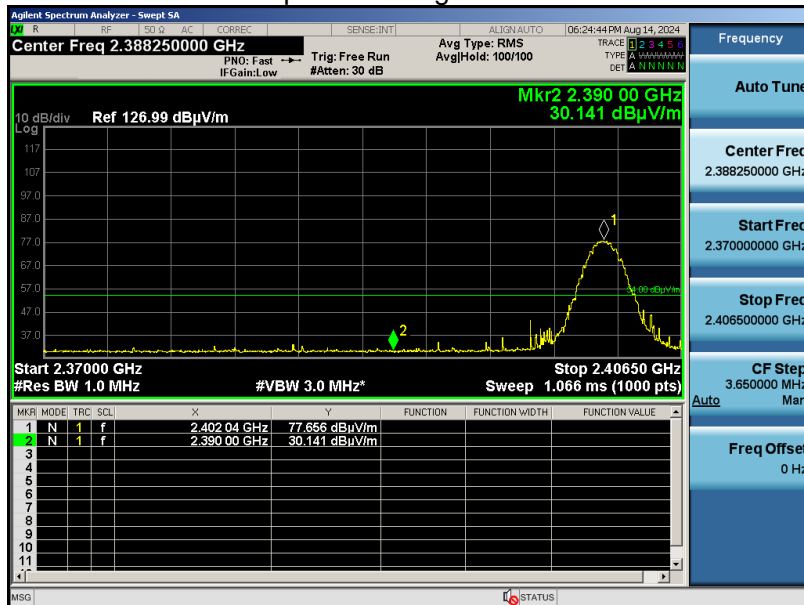 Agilent Spectrum Analyzer - Swept SA
LXI R RF 50 Ω AC CORREC SENSE:INT ALIGN AUTO 06:24:44 PM Aug 14, 2024
Center Freq 2.388250000 GHz
PNO: Fast
IFGain:Low
Trig: Free Run
#Atten: 30 dB
Avg Type: RMS
Avg|Hold: 100/100
TRACE 1 2 3 4 5 6
TYPE A WWWWW
DET A N N N N N
Mkr2 2.390 00 GHz
30.141 dBµV/m
10 dB/div Ref 126.99 dBµV/m
Log
117
107
97.0
87.0
77.0
67.0
57.0
47.0
37.0
1
54.00 dBµV/m
2
Start 2.37000 GHz Stop 2.40650 GHz
#Res BW 1.0 MHz #VBW 3.0 MHz* Sweep 1.066 ms (1000 pts)
MKR MODE TRC SCL X Y FUNCTION FUNCTION WIDTH FUNCTION VALUE
1 N 1 f 2.402 04 GHz 77.656 dBµV/m
2 N 1 f 2.390 00 GHz 30.141 dBµV/m
3
4
5
6
7
8
9
10
11
MSG STATUS
Frequency
Auto Tune
Center Freq
2.388250000 GHz
Start Freq
2.370000000 GHz
Stop Freq
2.406500000 GHz
CF Step
3.650000 MHz
Auto Man
Freq Offset
0 Hz